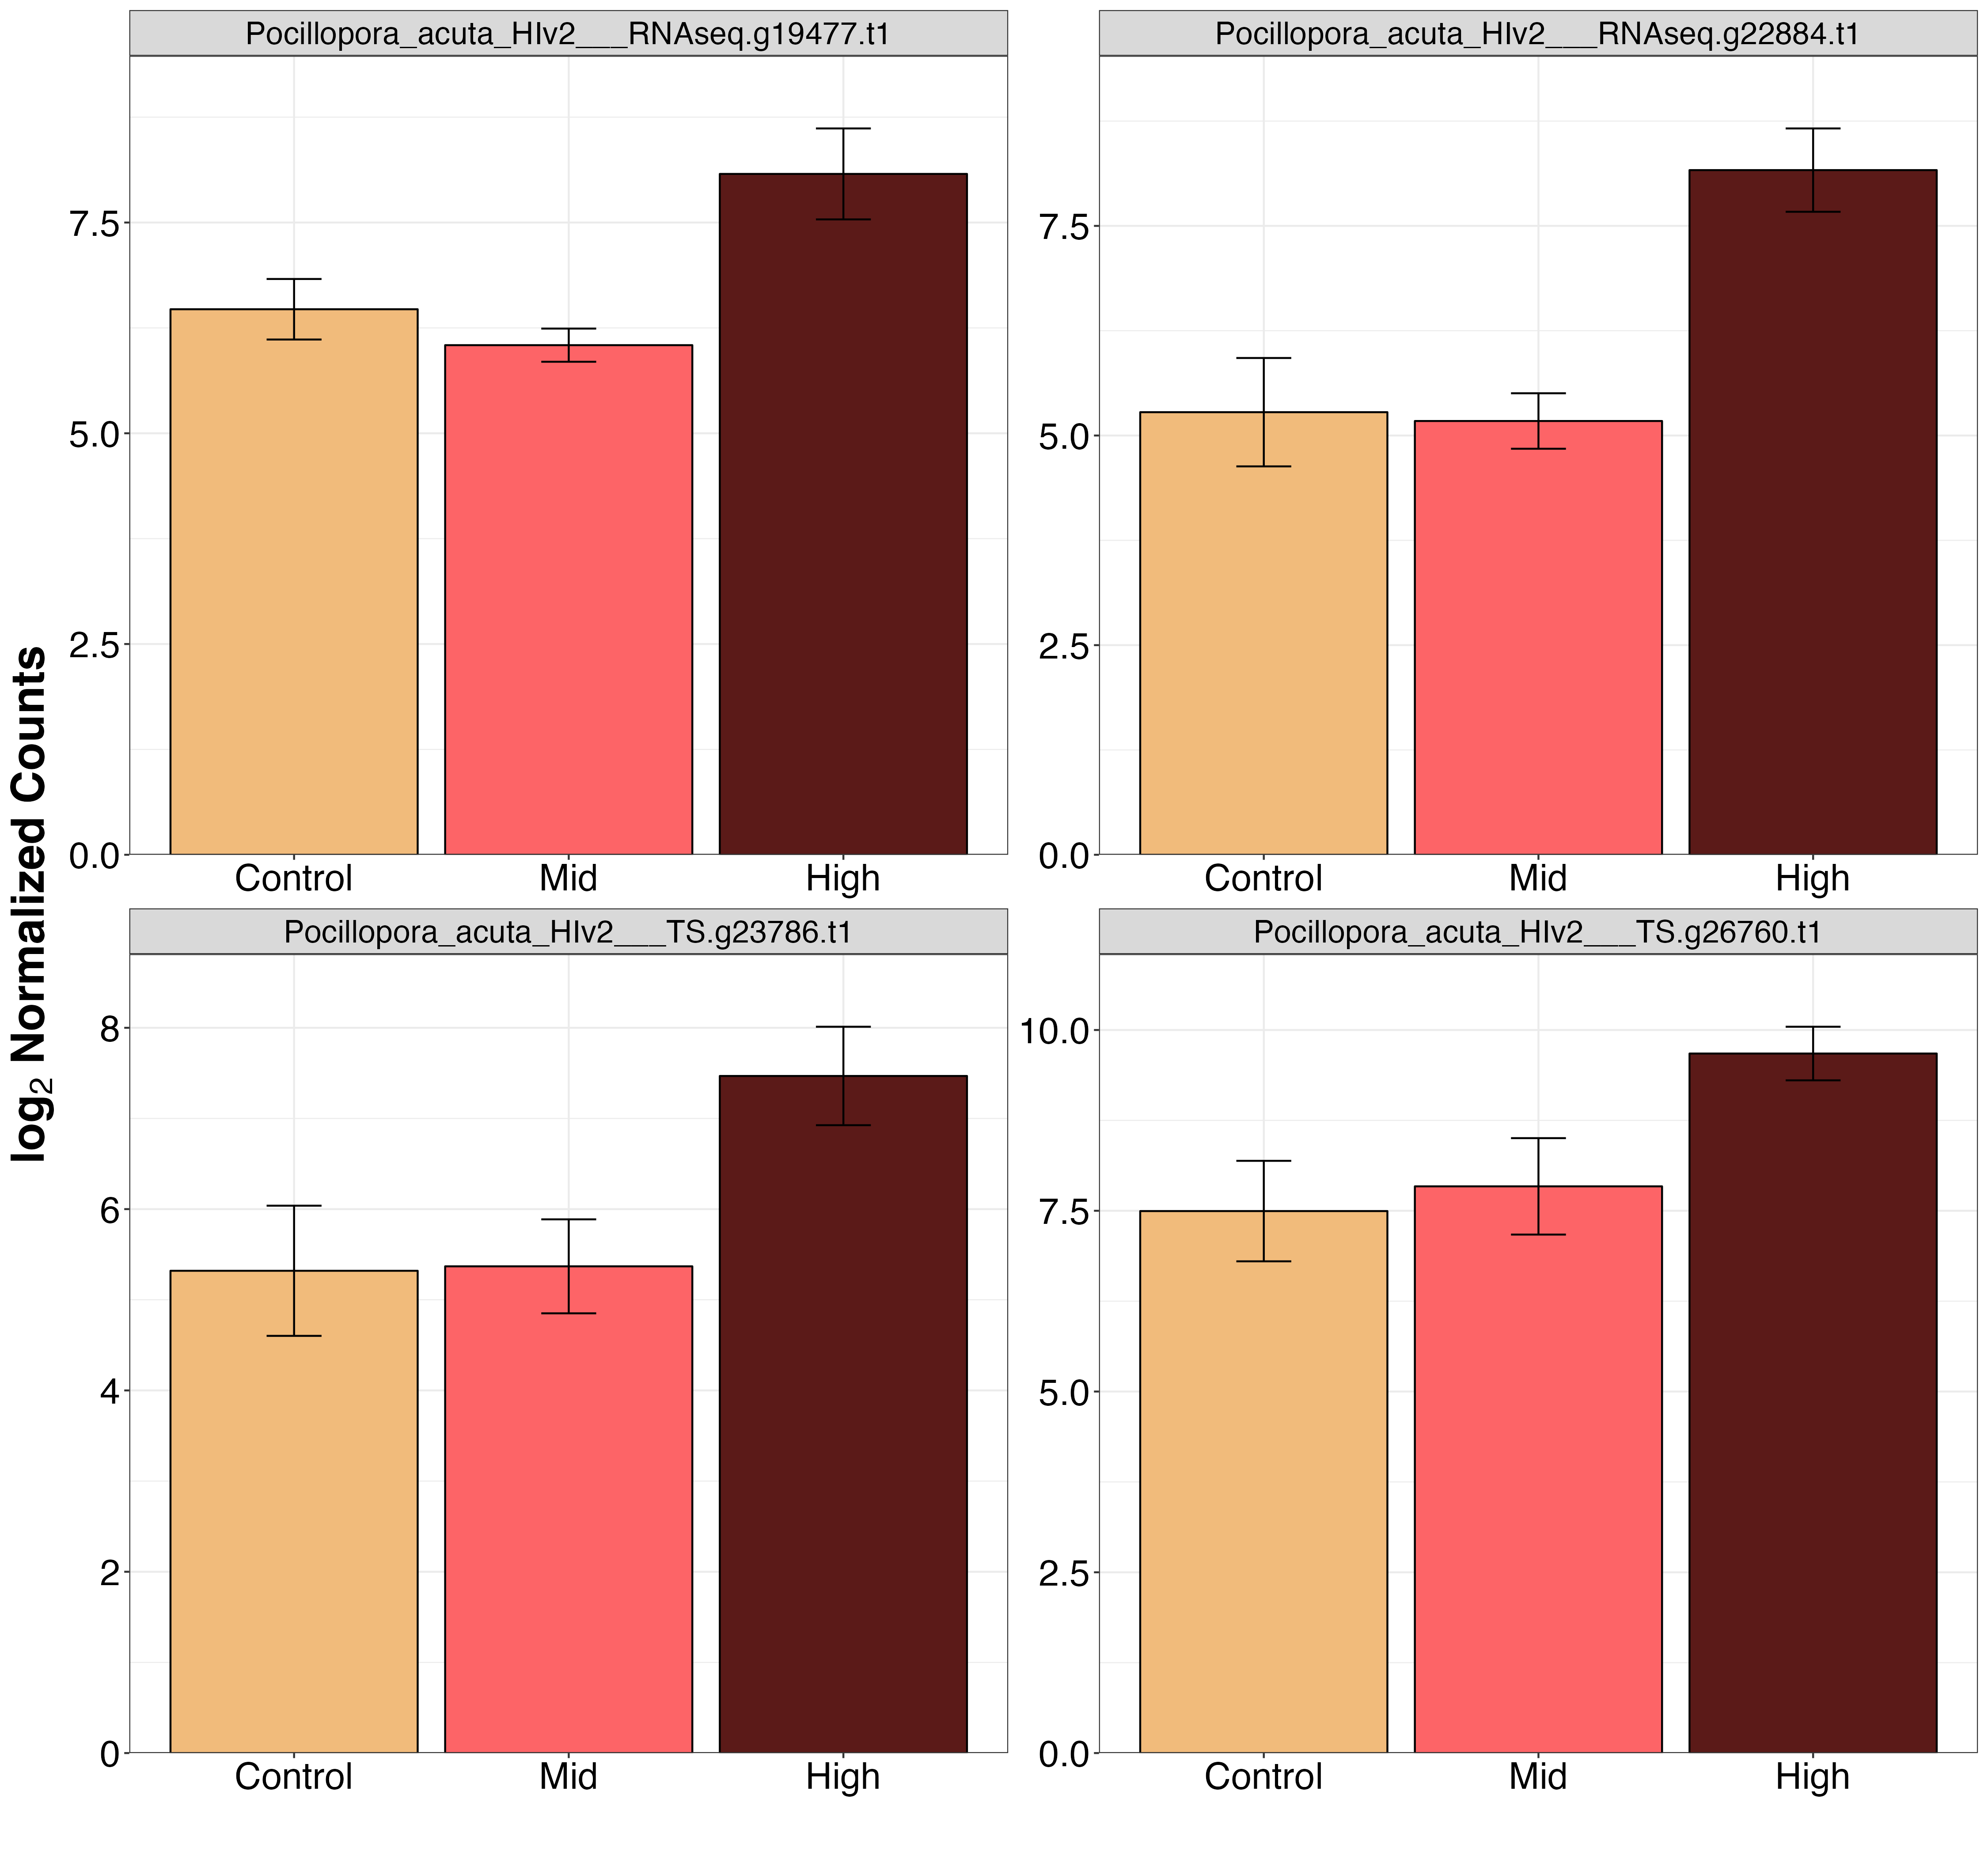 log₂ Normalized Counts
Pocillopora_acuta_HIv2___RNAseq.g19477.t1
7.5
5.0
2.5
0.0
Control Mid High
Pocillopora_acuta_HIv2___RNAseq.g22884.t1
7.5
5.0
2.5
0.0
Control Mid High
Pocillopora_acuta_HIv2___TS.g23786.t1
8
6
4
2
0
Control Mid High
Pocillopora_acuta_HIv2___TS.g26760.t1
10.0
7.5
5.0
2.5
0.0
Control Mid High